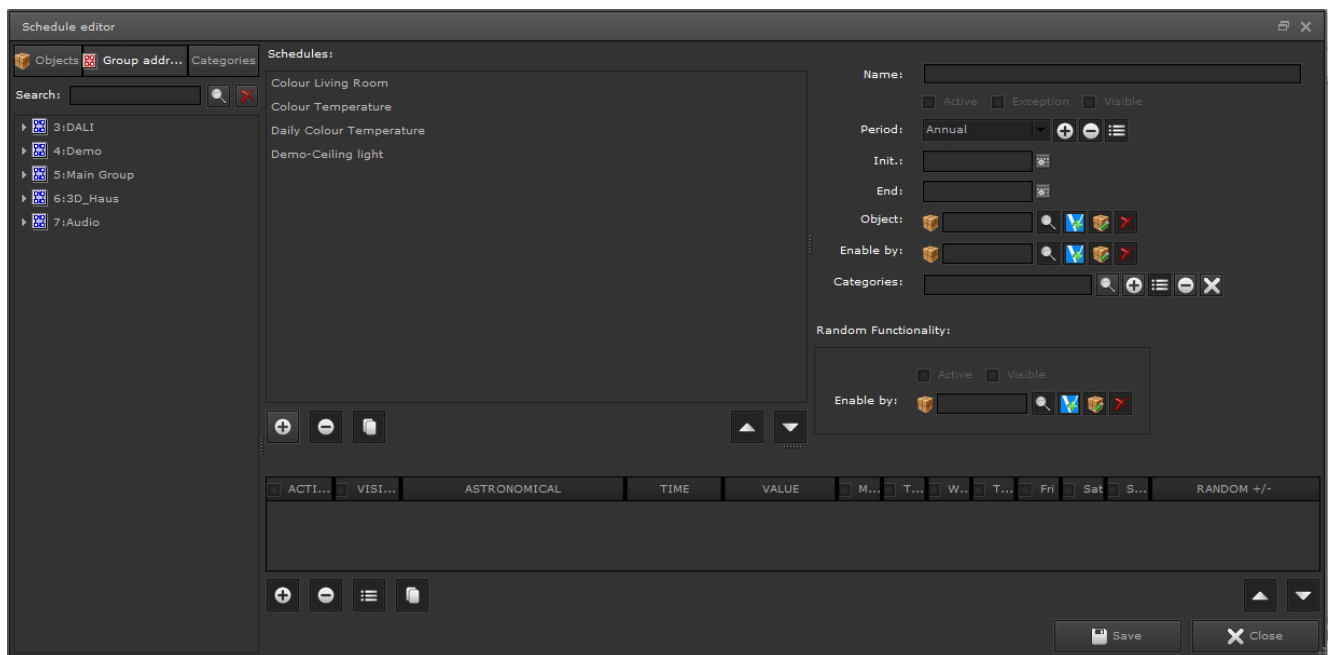 Schedule editor
Objects Group addr... Categories
Search:
3:DALI
4:Demo
5:Main Group
6:3D_Haus
7:Audio
Schedules:
Colour Living Room
Colour Temperature
Daily Colour Temperature
Demo-Ceiling light
Name:
Active Exception Visible
Period: Annual
Init.:
End:
Object:
Enable by:
Categories:
Random Functionality:
Active Visible
Enable by:
ACTI... VISI... ASTRONOMICAL TIME VALUE M... T... W.. T... Fri Sat S... RANDOM +/-
Save Close